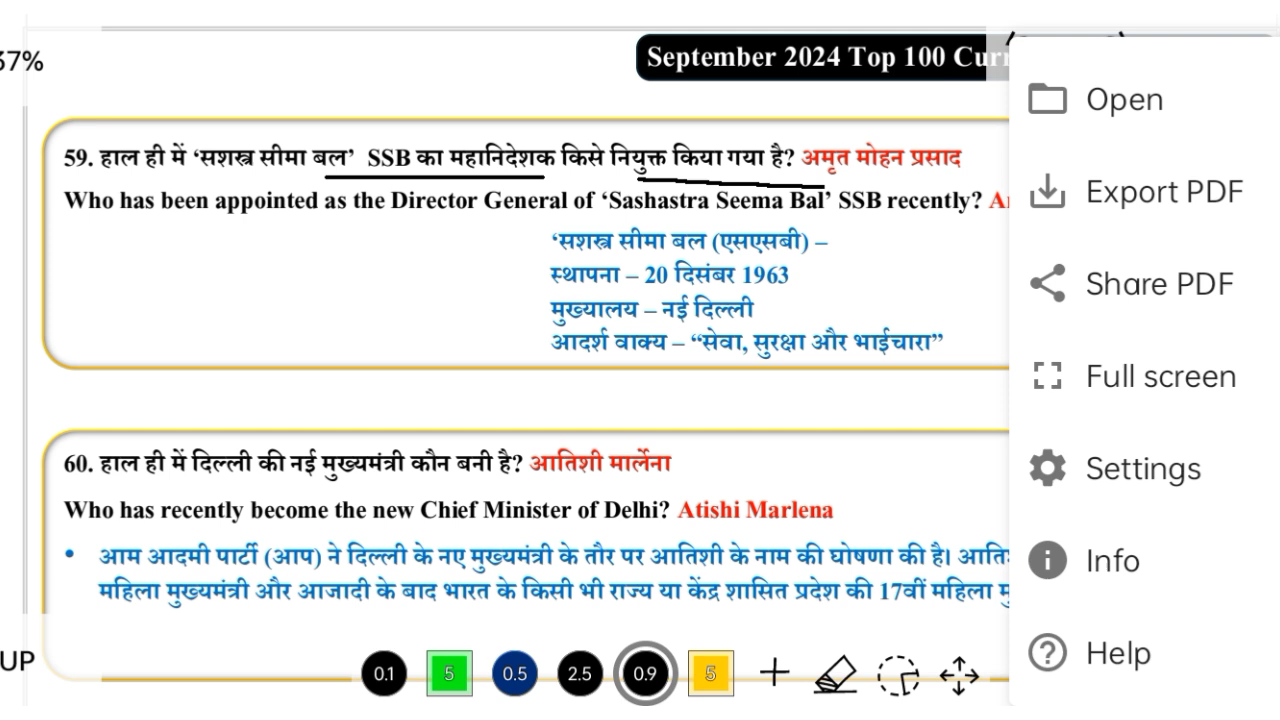 37%
September 2024 Top 100
59. हाल ही में ‘सशस्त्र सीमा बल’ SSB का महानिदेशक किसे नियुक्त किया गया है? अमृत मोहन प्रसाद
Who has been appointed as the Director General of ‘Sashastra Seema Bal’ SSB recently?
‘सशस्त्र सीमा बल (एसएसबी) –
स्थापना – 20 दिसंबर 1963
मुख्यालय – नई दिल्ली
आदर्श वाक्य – “सेवा, सुरक्षा और भाईचारा”
60. हाल ही में दिल्ली की नई मुख्यमंत्री कौन बनी है? आतिशी मार्लेना
Who has recently become the new Chief Minister of Delhi? Atishi Marlena
• आम आदमी पार्टी (आप) ने दिल्ली के नए मुख्यमंत्री के तौर पर आतिशी के नाम की घोषणा की है।
महिला मुख्यमंत्री और आजादी के बाद भारत के किसी भी राज्य या केंद्र शासित प्रदेश की 17वीं महिला
UP
0.1 5 0.5 2.5 0.9 5
Open
Export PDF
Share PDF
Full screen
Settings
Info
Help